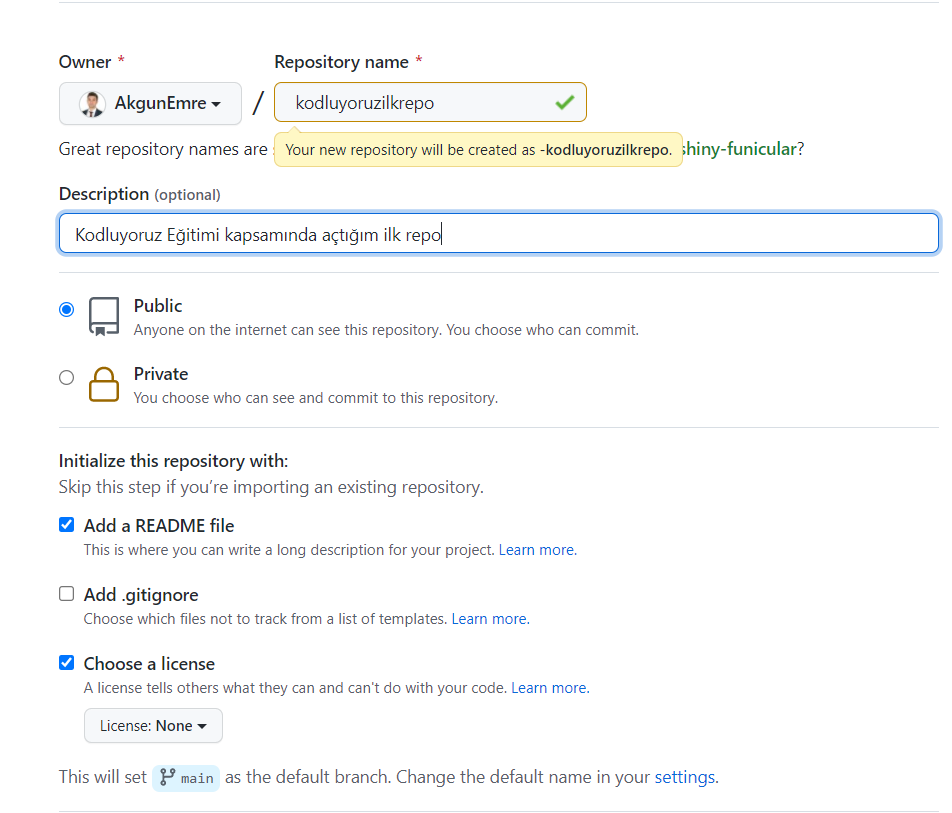 Owner * Repository name *
AkgunEmre / kodluyoruzilkrepo
Great repository names are Your new repository will be created as -kodluyoruzilkrepo. shiny-funicular?
Description (optional)
Kodluyoruz Eğitimi kapsamında açtığım ilk repo
Public
Anyone on the internet can see this repository. You choose who can commit.
Private
You choose who can see and commit to this repository.
Initialize this repository with:
Skip this step if you’re importing an existing repository.
Add a README file
This is where you can write a long description for your project. Learn more.
Add .gitignore
Choose which files not to track from a list of templates. Learn more.
Choose a license
A license tells others what they can and can't do with your code. Learn more.
License: None
This will set main as the default branch. Change the default name in your settings.